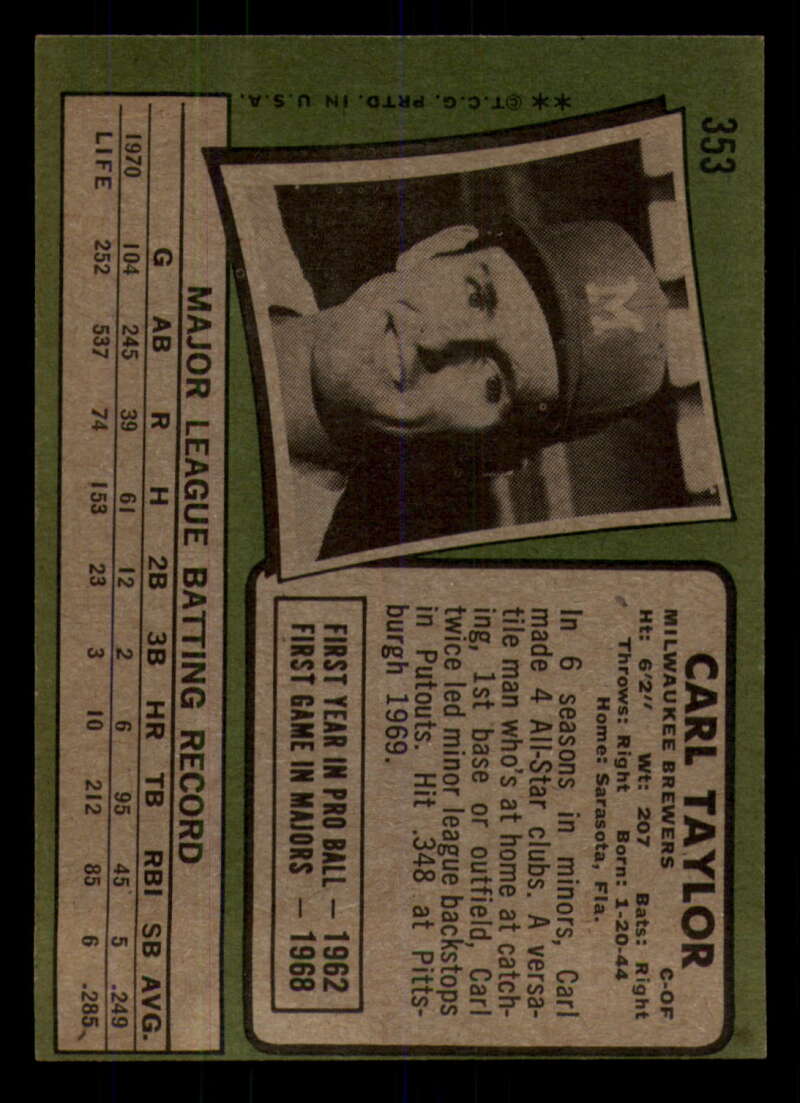 353
**©T.C.G. PRTD. IN U.S.A.
M
CARL TAYLOR
MILWAUKEE BREWERS C-OF
Ht: 6'2" Wt: 207 Bats: Right
Throws: Right Born: 1-20-44
Home: Sarasota, Fla.
In 6 seasons in minors, Carl
made 4 All-Star clubs. A versa-
tile man who's at home at catch-
ing, 1st base or outfield, Carl
twice led minor league backstops
in Putouts. Hit .348 at Pitts-
burgh 1969.
FIRST YEAR IN PRO BALL — 1962
FIRST GAME IN MAJORS — 1968
MAJOR LEAGUE BATTING RECORD
G AB R H 2B 3B HR TB RBI SB AVG.
1970 104 245 39 61 12 2 6 95 45 5 .249
LIFE 252 537 74 153 23 3 10 212 85 6 .285